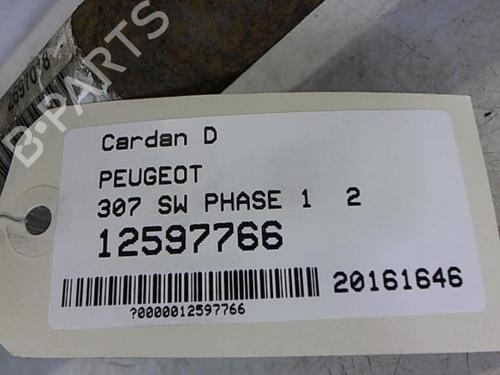 B-PARTS
Cardan D
PEUGEOT
307 SW PHASE 1 2
12597766
20161646
?0000012597766